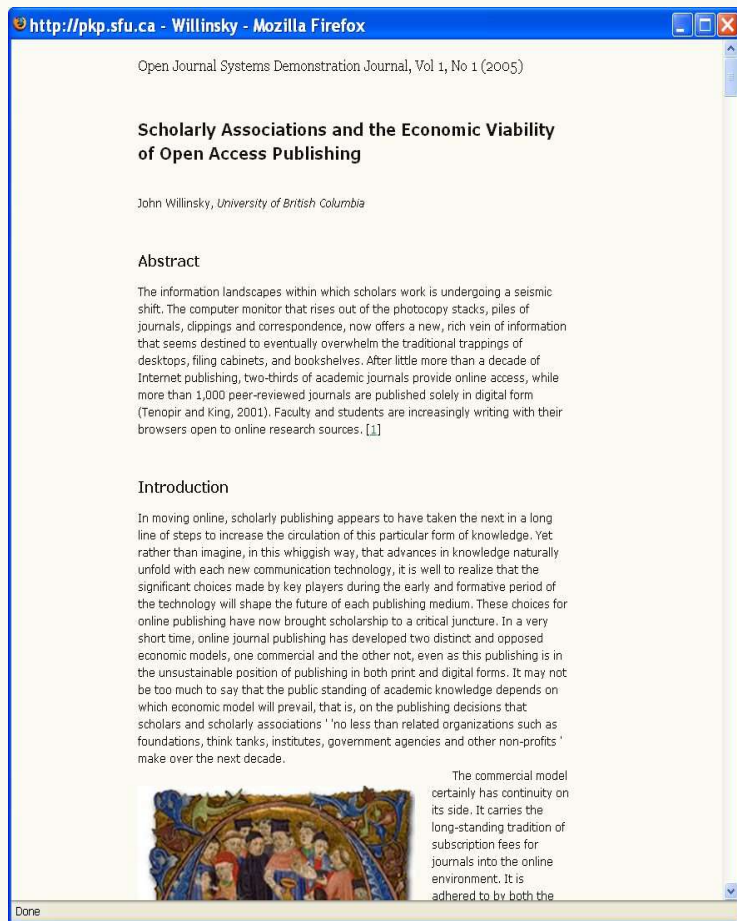 http://pkp.sfu.ca - Willinsky - Mozilla Firefox
Open Journal Systems Demonstration Journal, Vol 1, No 1 (2005)
Scholarly Associations and the Economic Viability
of Open Access Publishing
John Willinsky, University of British Columbia
Abstract
The information landscapes within which scholars work is undergoing a seismic
shift. The computer monitor that rises out of the photocopy stacks, piles of
journals, clippings and correspondence, now offers a new, rich vein of information
that seems destined to eventually overwhelm the traditional trappings of
desktops, filing cabinets, and bookshelves. After little more than a decade of
Internet publishing, two-thirds of academic journals provide online access, while
more than 1,000 peer-reviewed journals are published solely in digital form
(Tenopir and King, 2001). Faculty and students are increasingly writing with their
browsers open to online research sources. [1]
Introduction
In moving online, scholarly publishing appears to have taken the next in a long
line of steps to increase the circulation of this particular form of knowledge. Yet
rather than imagine, in this whiggish way, that advances in knowledge naturally
unfold with each new communication technology, it is well to realize that the
significant choices made by key players during the early and formative period of
the technology will shape the future of each publishing medium. These choices for
online publishing have now brought scholarship to a critical juncture. In a very
short time, online journal publishing has developed two distinct and opposed
economic models, one commercial and the other not, even as this publishing is in
the unsustainable position of publishing in both print and digital forms. It may not
be too much to say that the public standing of academic knowledge depends on
which economic model will prevail, that is, on the publishing decisions that
scholars and scholarly associations ' 'no less than related organizations such as
foundations, think tanks, institutes, government agencies and other non-profits '
make over the next decade.
The commercial model
certainly has continuity on
its side. It carries the
long-standing tradition of
subscription fees for
journals into the online
environment. It is
adhered to by both the
Done